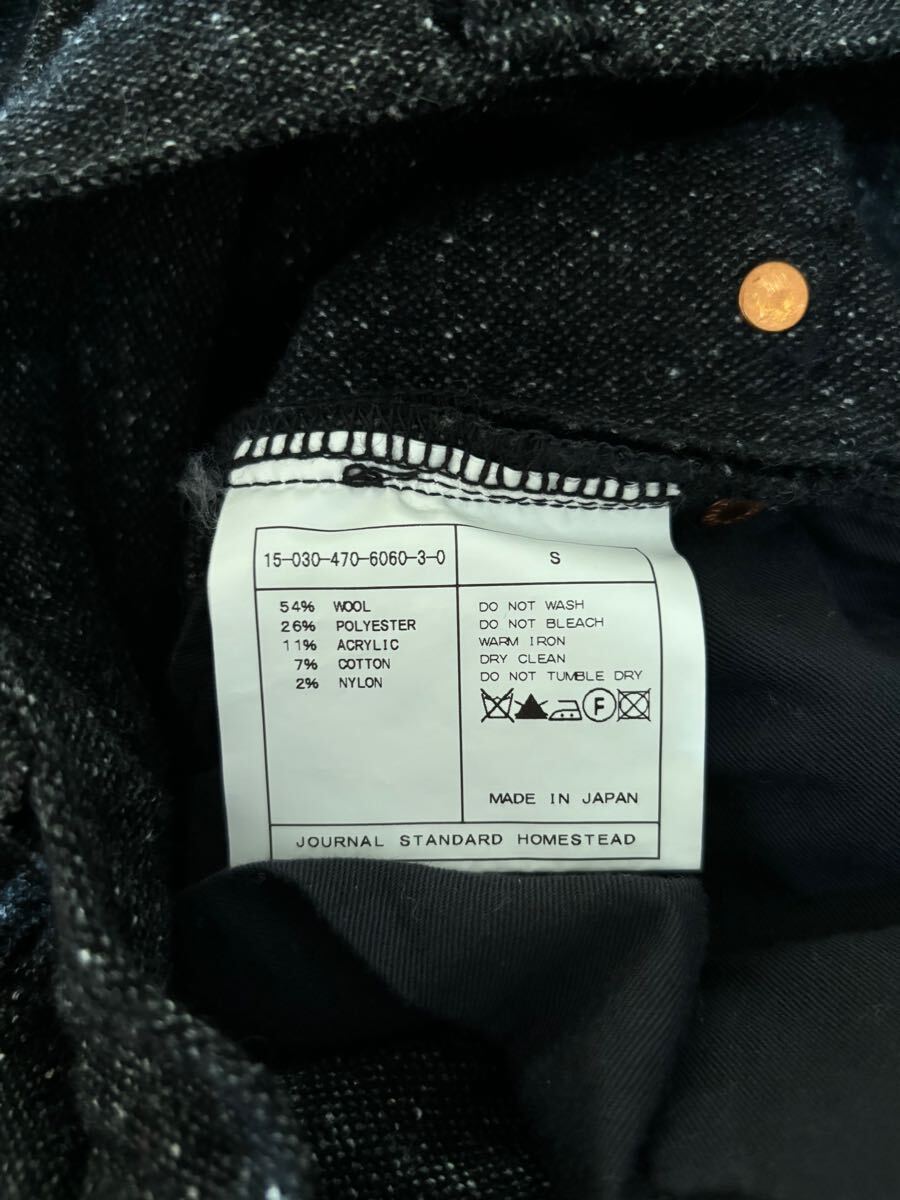 15-030-470-6060-3-0
S
54% WOOL
26% POLYESTER
11% ACRYLIC
7% COTTON
2% NYLON
DO NOT WASH
DO NOT BLEACH
WARM IRON
DRY CLEAN
DO NOT TUMBLE DRY
F
MADE IN JAPAN
JOURNAL STANDARD HOMESTEAD